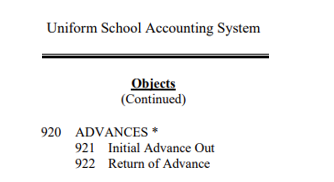 Uniform School Accounting System
Objects
(Continued)
920 ADVANCES *
921 Initial Advance Out
922 Return of Advance